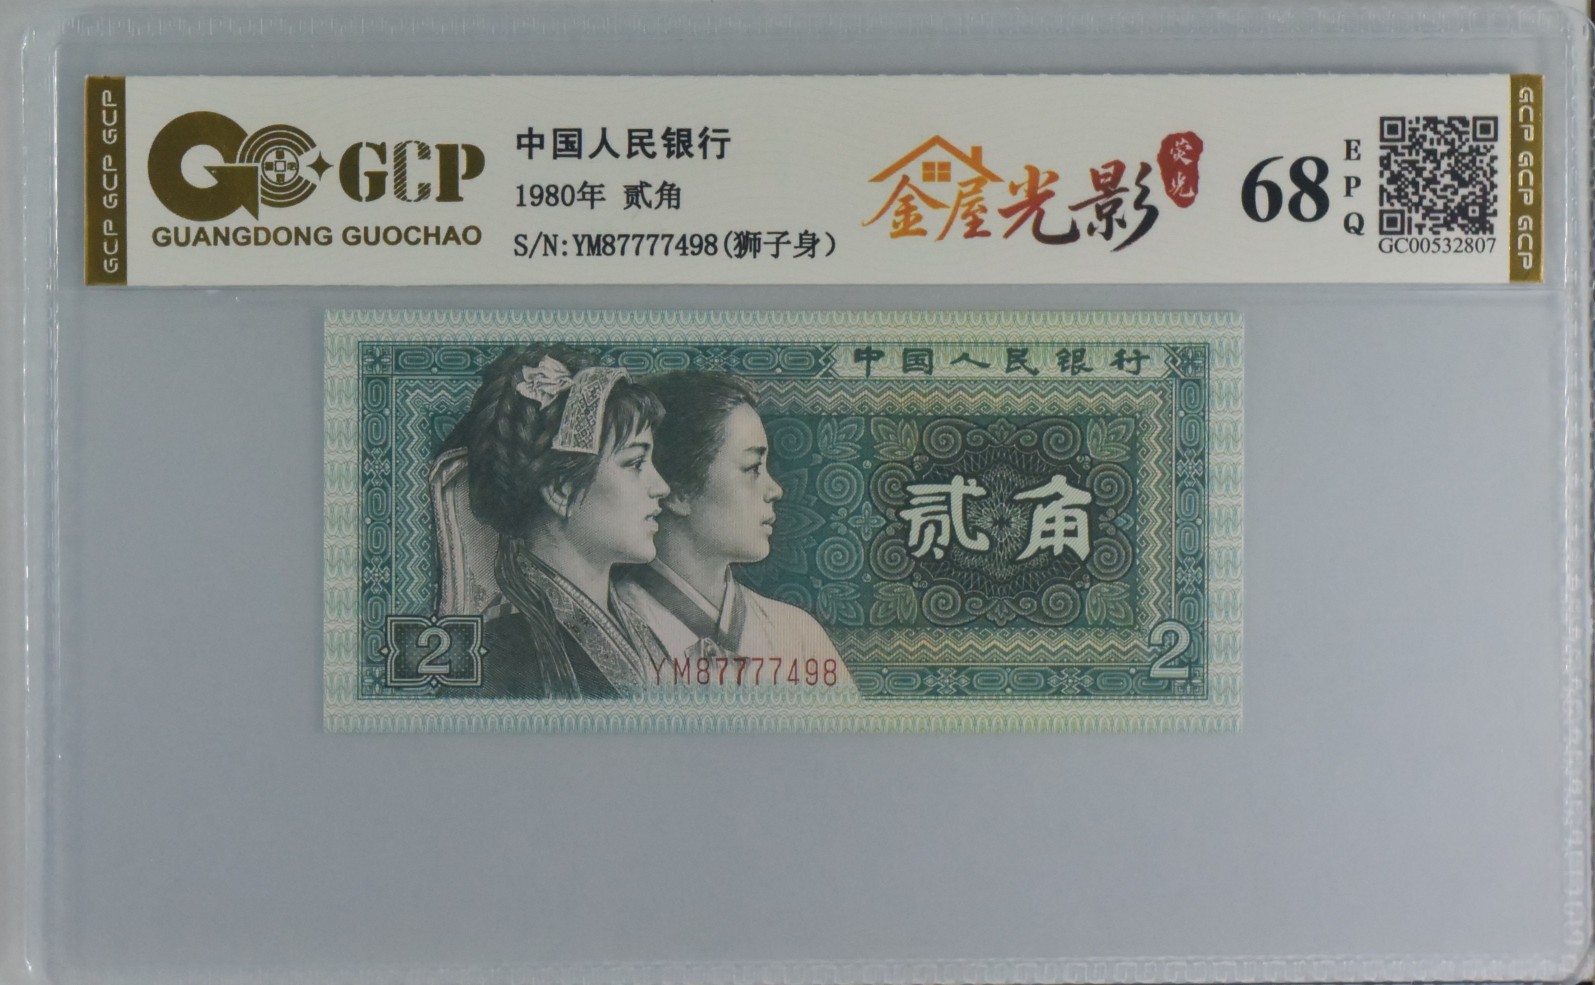 GCP GCP GCP
GCP
GUANGDONG GUOCHAO
中国人民银行
1980年 贰角
S/N:YM87777498(狮子身)
金屋光影
荧光
68
EPQ
GC00532807
GCP GCP GCP
中国人民银行
贰角
2
YM87777498
2